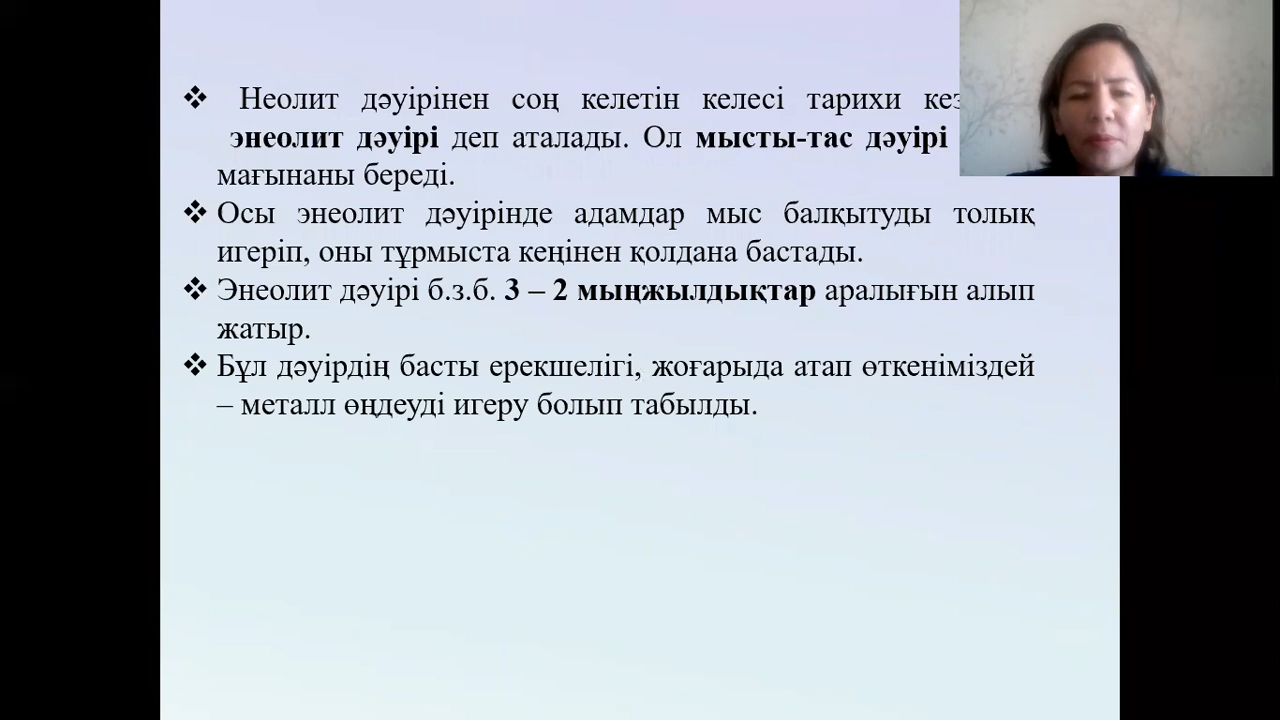 ❖ Неолит дәуірінен соң келетін келесі тарихи
энеолит дәуірі деп аталады. Ол мысты-тас дәуірі
мағынаны береді.
❖ Осы энеолит дәуірінде адамдар мыс балқытуды толық
игеріп, оны тұрмыста кеңінен қолдана бастады.
❖ Энеолит дәуірі б.з.б. 3 – 2 мыңжылдықтар аралығын алып
жатыр.
❖ Бұл дәуірдің басты ерекшелігі, жоғарыда атап өткеніміздей
– металл өңдеуді игеру болып табылды.